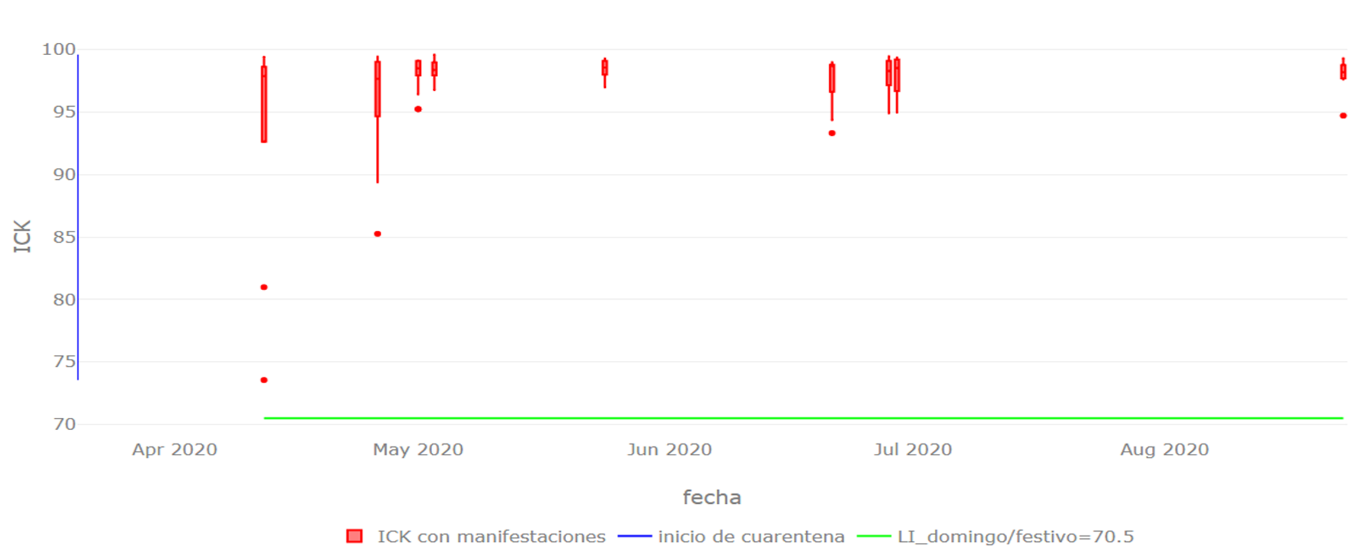 100
95
90
85
80
75
70
ICK
Apr 2020 May 2020 Jun 2020 Jul 2020 Aug 2020
fecha
ICK con manifestaciones inicio de cuarentena LI_domingo/festivo=70.5